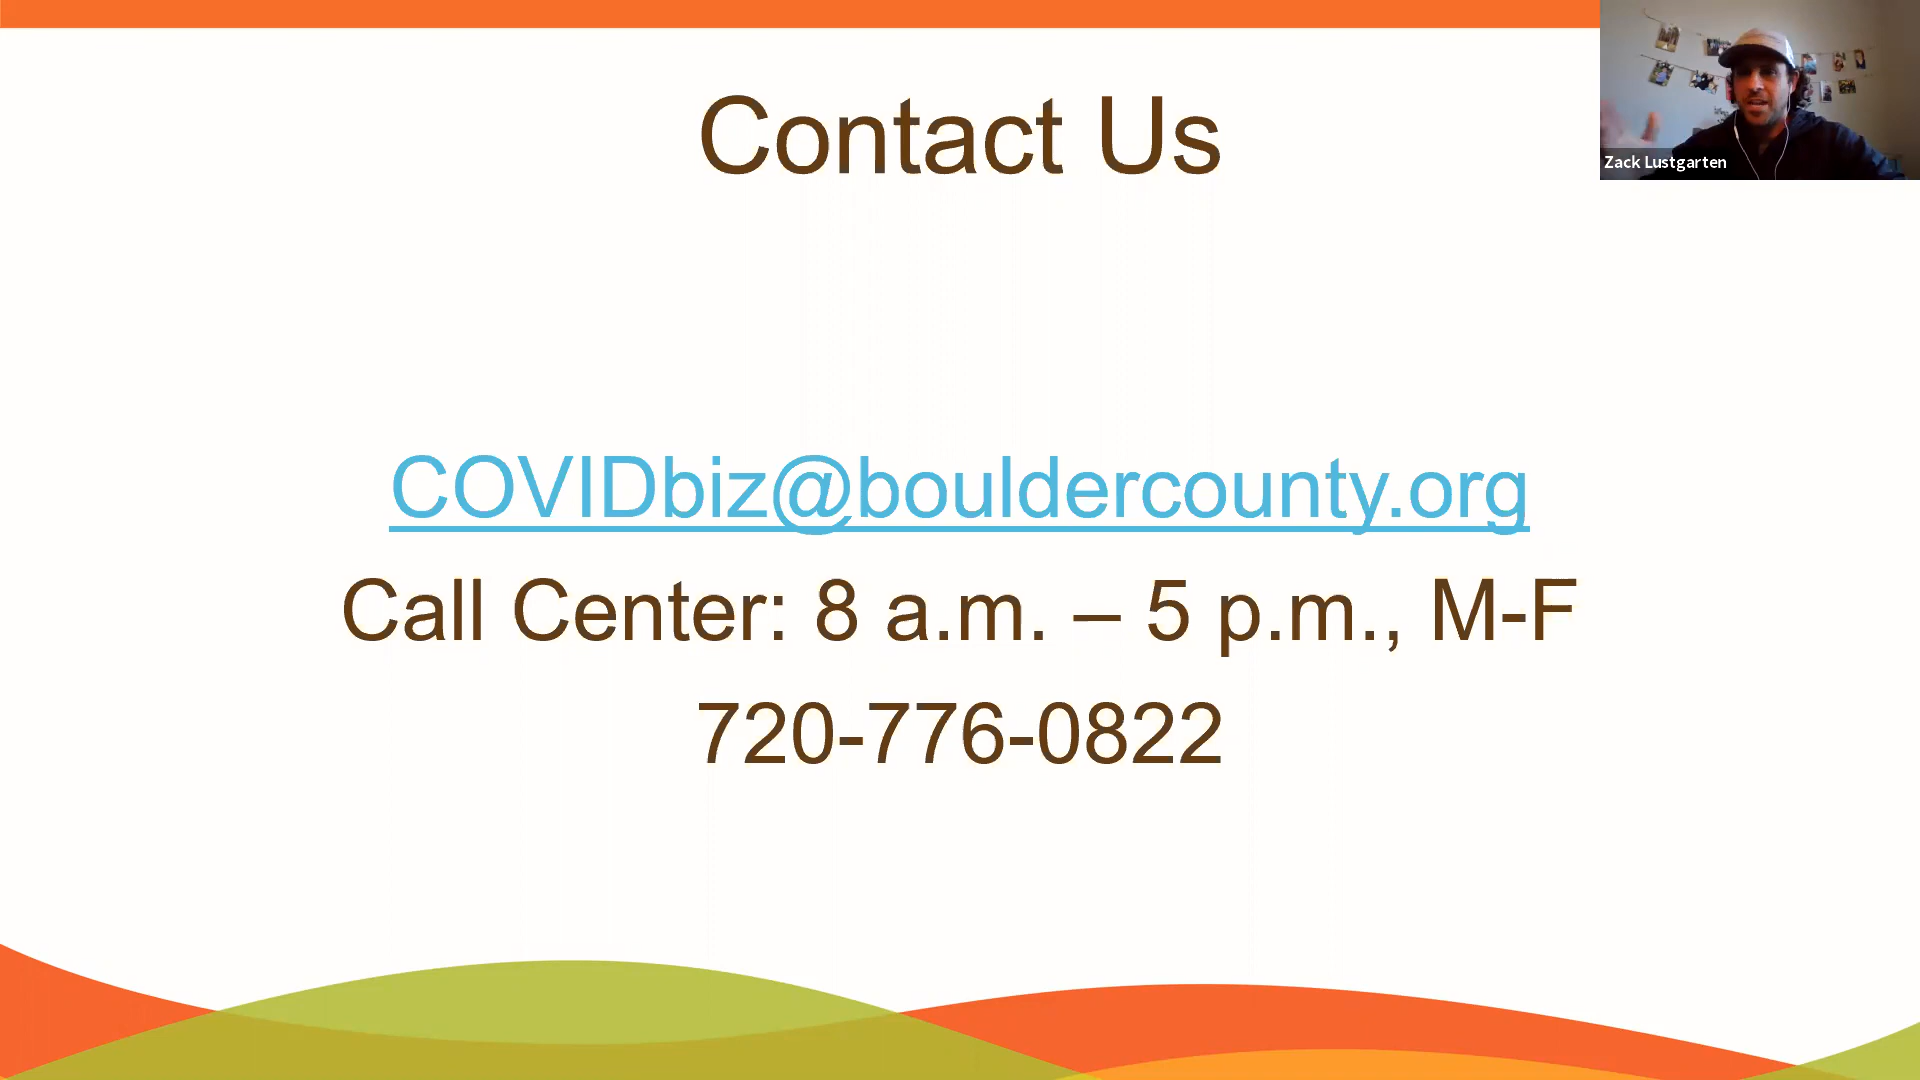 Contact Us
Zack Lustgarten
COVIDbiz@bouldercounty.org
Call Center: 8 a.m. – 5 p.m., M-F
720-776-0822